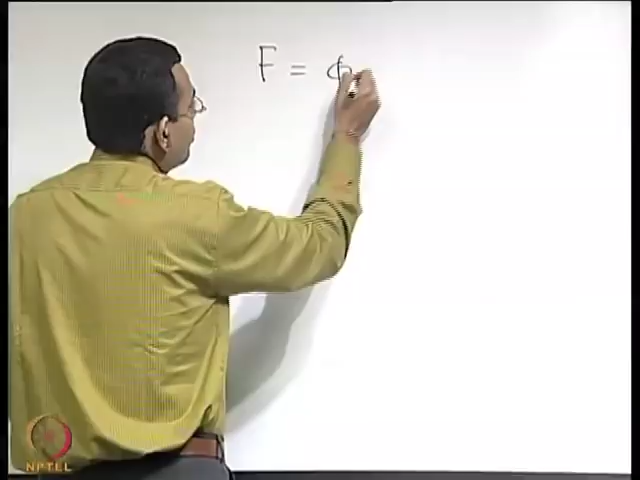 F = φ
NPTEL